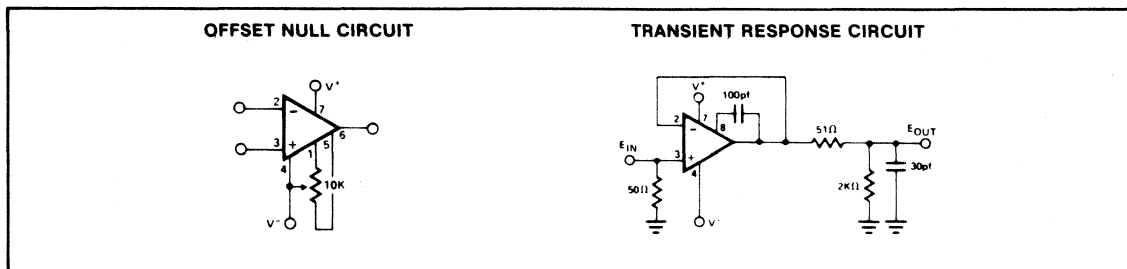 OFFSET NULL CIRCUIT
2
3
4
7
V+
6
5
1
10K
V-
TRANSIENT RESPONSE CIRCUIT
V+
100pf
2
7
8
3
4
EIN
50Ω
V-
51Ω
EOUT
2KΩ
30pf
-
+
-
+